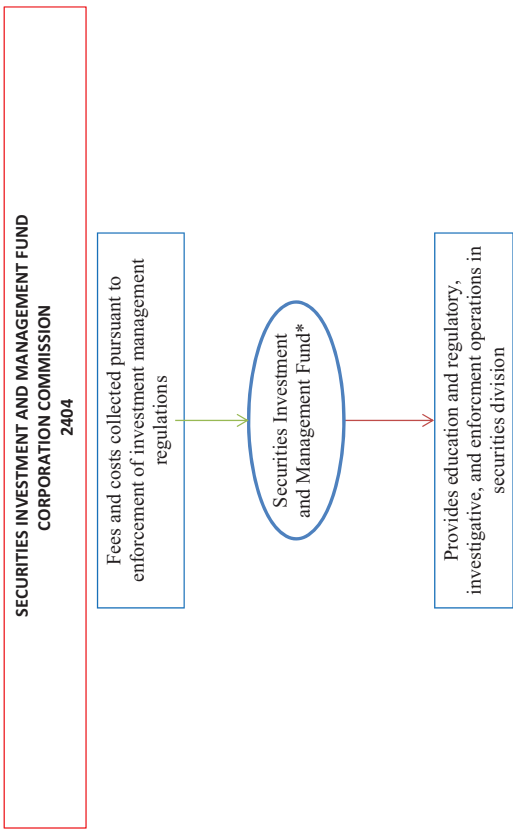 SECURITIES INVESTMENT AND MANAGEMENT FUND
CORPORATION COMMISSION
2404
Fees and costs collected pursuant to
enforcement of investment management
regulations
Securities Investment
and Management Fund*
Provides education and regulatory,
investigative, and enforcment operations in
securities division